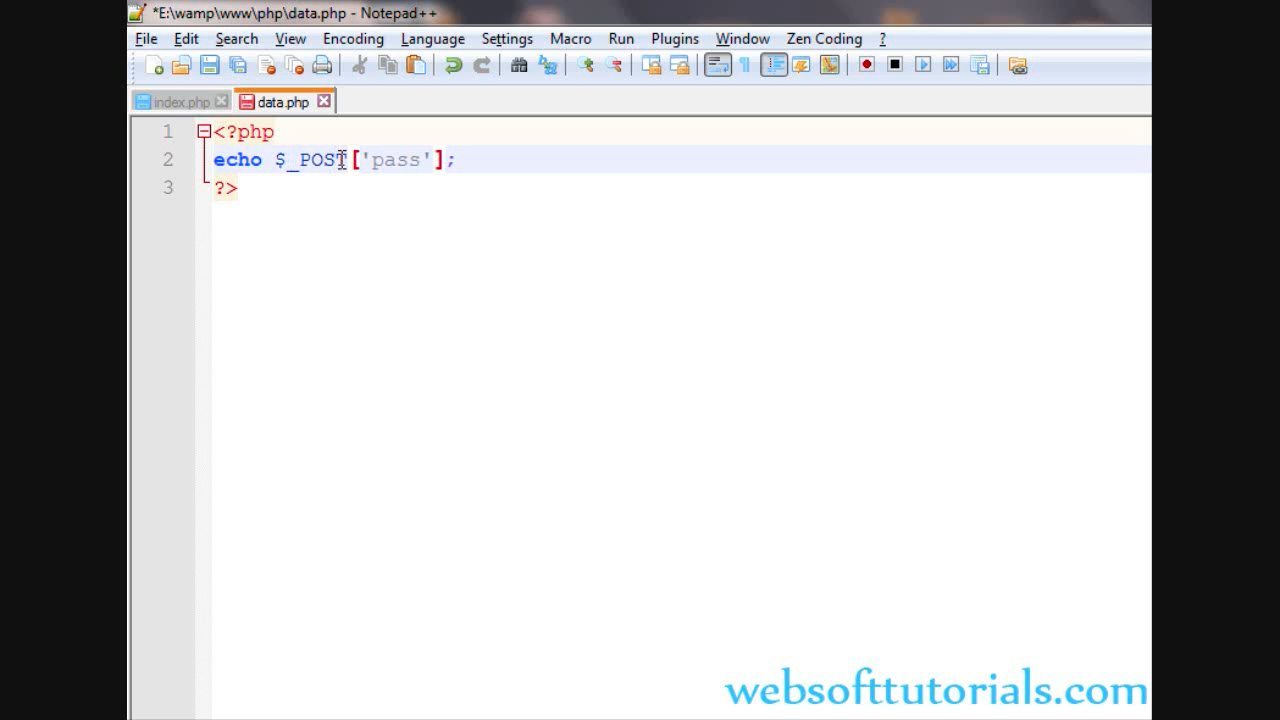 *E:\wamp\www\php\data.php - Notepad++
File Edit Search View Encoding Language Settings Macro Run Plugins Window Zen Coding ?
index.php data.php
1 <?php
2 echo $_POST['pass'];
3 ?>
websofttutorials.com